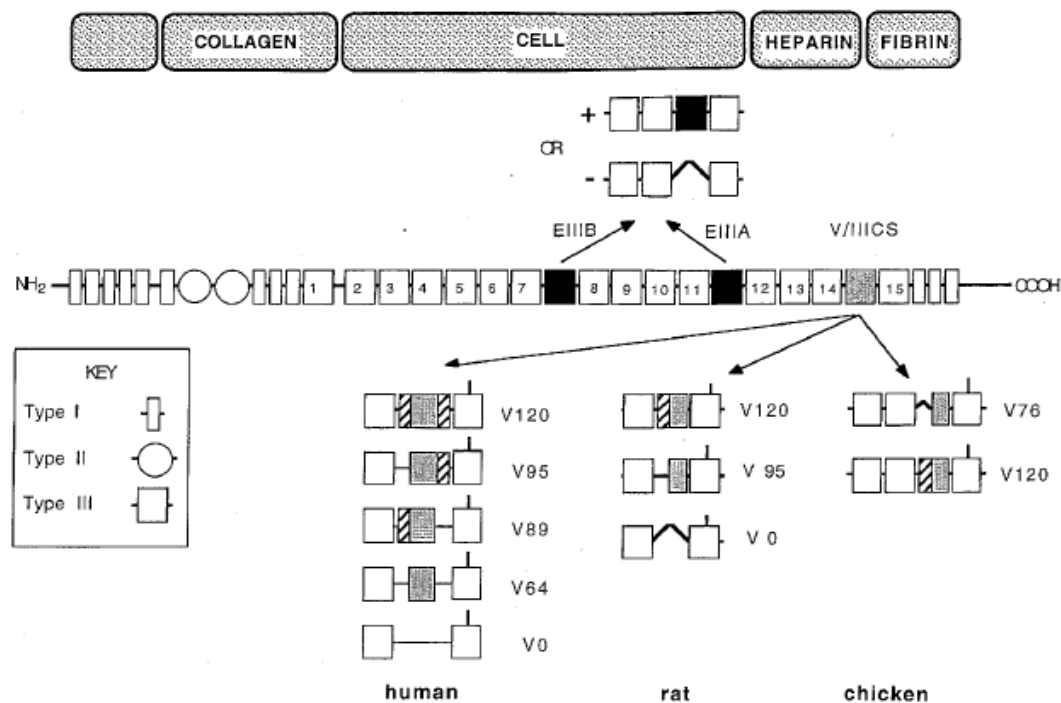 COLLAGEN CELL HEPARIN FIBRIN
+
OR
-
EIIIB EIIIA V/IIICS
NH2 1 2 3 4 5 6 7 8 9 10 11 12 13 14 15 COOH
KEY
Type I
Type II
Type III
V120 V120 V76
V95 V 95 V120
V89 V 0
V64
V0
human rat chicken